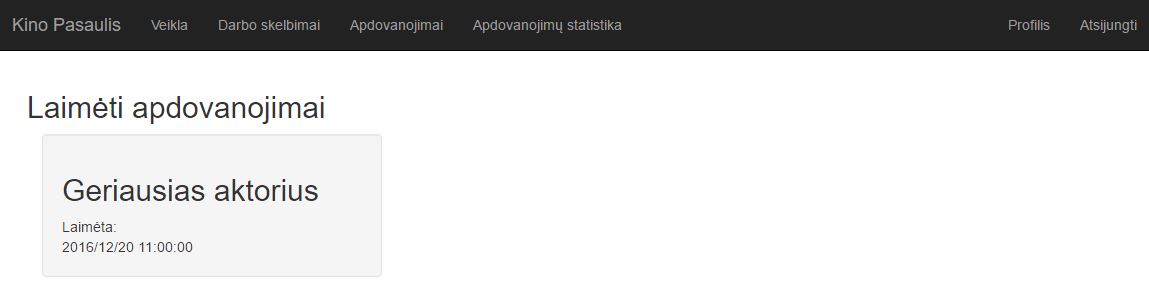 Kino Pasaulis Veikla Darbo skelbimai Apdovanojimai Apdovanojimų statistika Profilis Atsijungti
Laimėti apdovanojimai
Geriausias aktorius
Laimėta:
2016/12/20 11:00:00